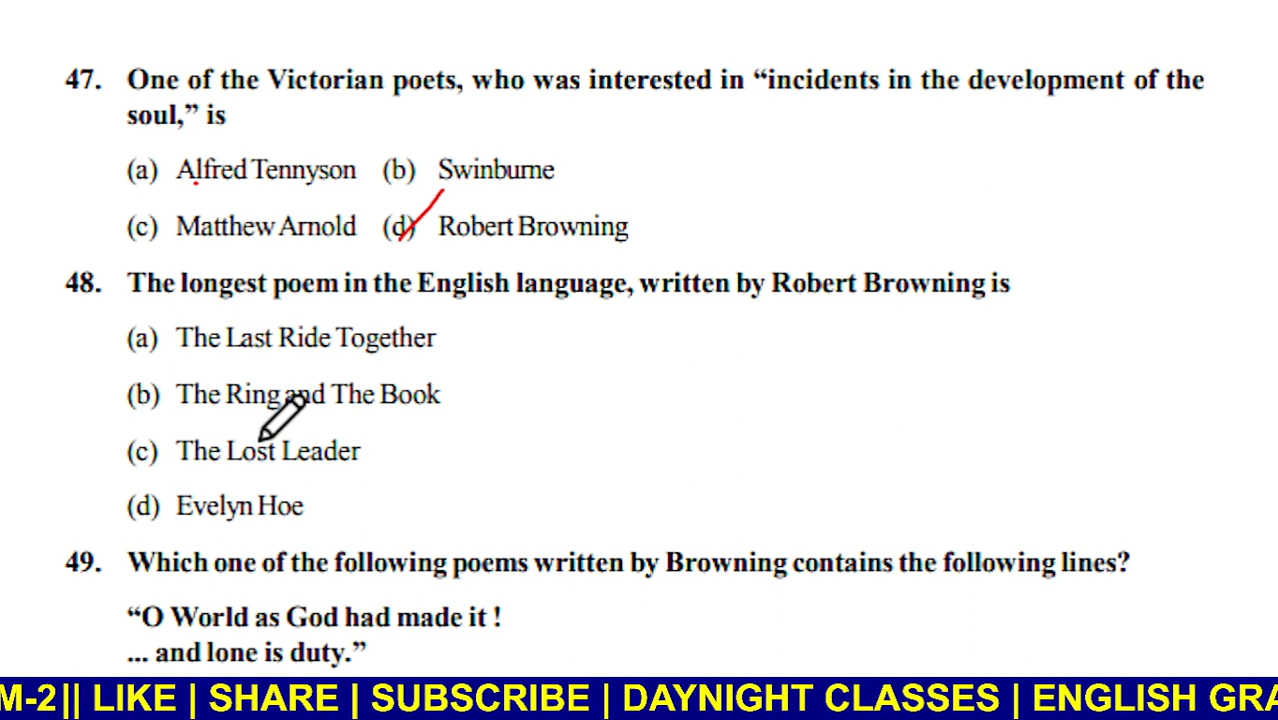 47. One of the Victorian poets, who was interested in “incidents in the development of the
soul,” is
(a) Alfred Tennyson (b) Swinburne
(c) Matthew Arnold (d) Robert Browning
48. The longest poem in the English language, written by Robert Browning is
(a) The Last Ride Together
(b) The Ring and The Book
(c) The Lost Leader
(d) Evelyn Hoe
49. Which one of the following poems written by Browning contains the following lines?
“O World as God had made it !
... and lone is duty.”
M-2|| LIKE | SHARE | SUBSCRIBE | DAYNIGHT CLASSES | ENGLISH GRA